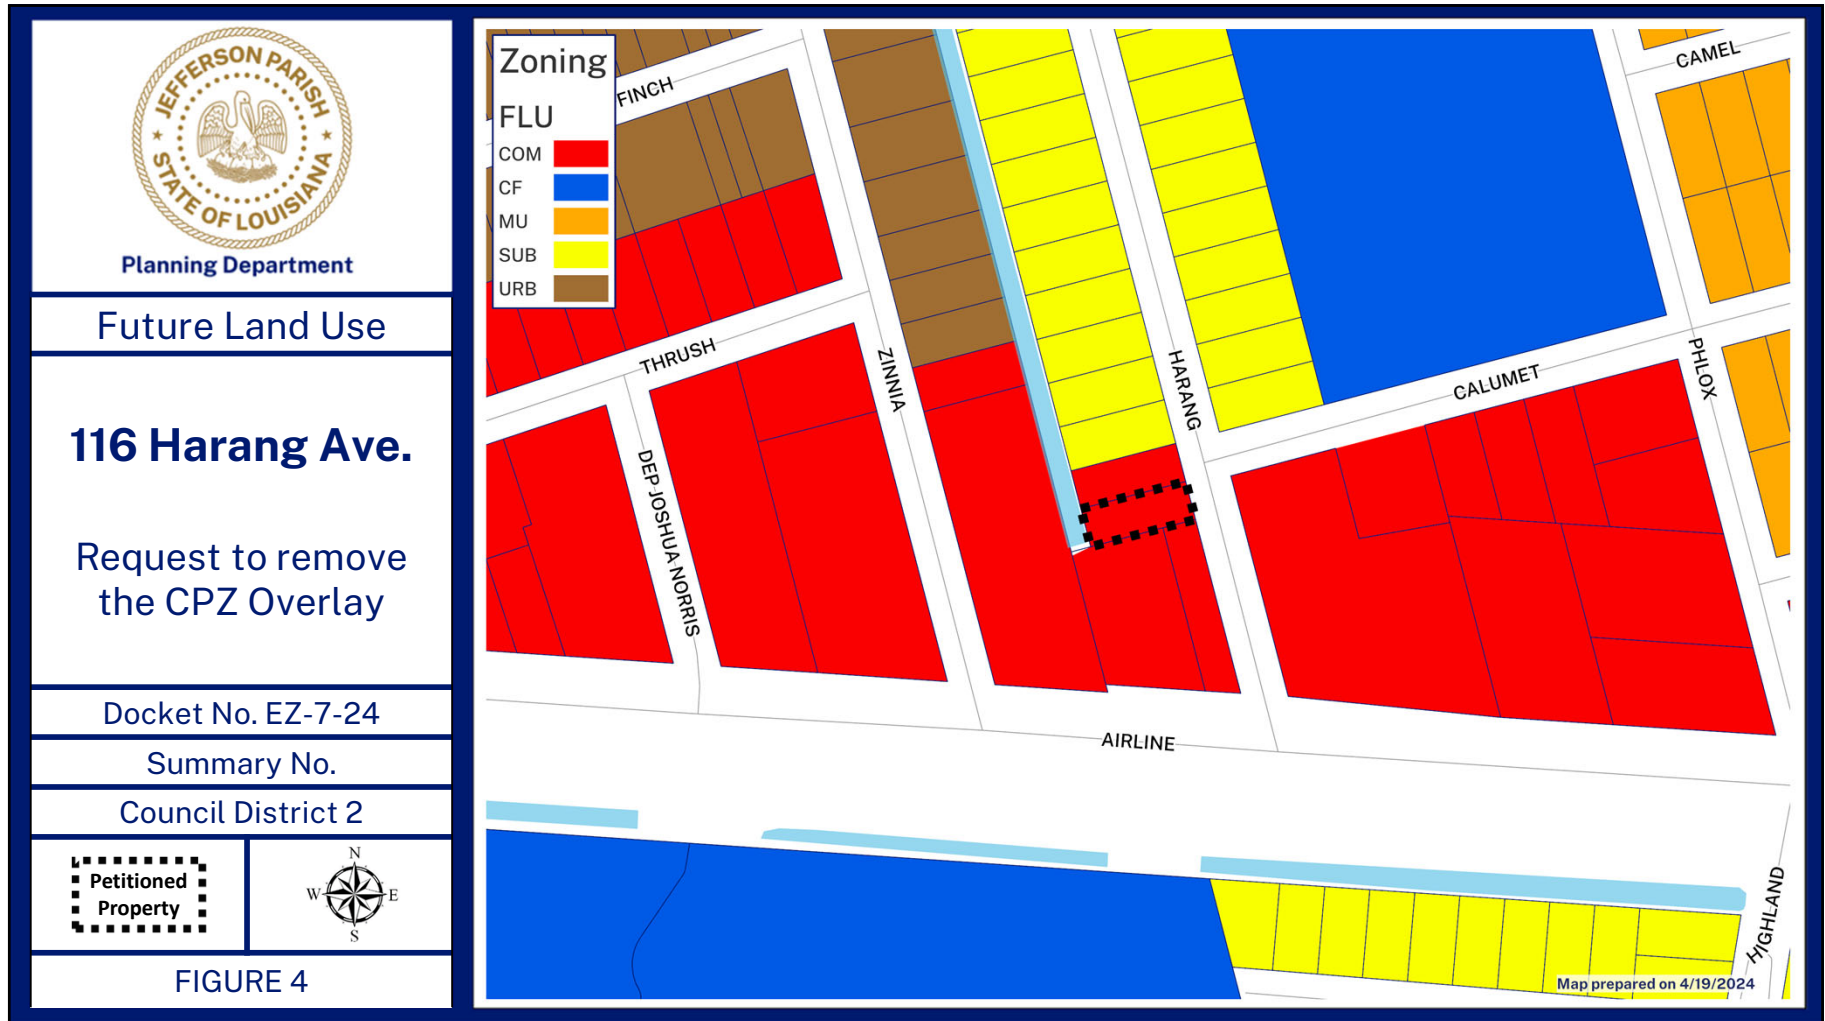 JEFFERSON PARISH
STATE OF LOUISIANA
Planning Department
Future Land Use
116 Harang Ave.
Request to remove
the CPZ Overlay
Docket No. EZ-7-24
Summary No.
Council District 2
Petitioned
Property
N
W
E
S
FIGURE 4
Zoning
FLU
COM
CF
MU
SUB
URB
FINCH
CAMEL
THRUSH
ZINNIA
HARANG
CALUMET
PHLOX
DEP JOSHUA NORRIS
AIRLINE
HIGHLAND
Map prepared on 4/19/2024